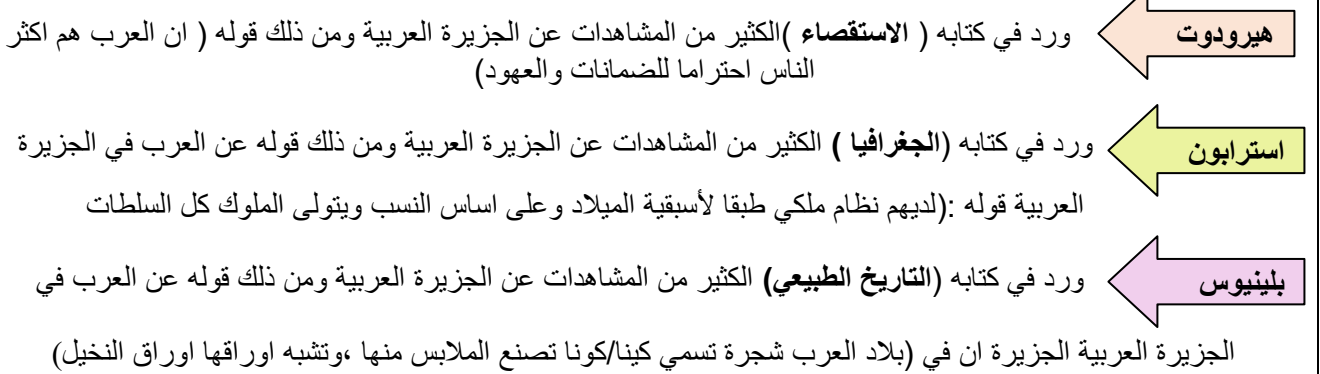 هيرودوت
ورد في كتابه ( الاستقصاء )الكثير من المشاهدات عن الجزيرة العربية ومن ذلك قوله ( ان العرب هم اكثر
الناس احتراما للضمانات والعهود)
استرابون
ورد في كتابه (الجغرافيا ) الكثير من المشاهدات عن الجزيرة العربية ومن ذلك قوله عن العرب في الجزيرة
العربية قوله :(لديهم نظام ملكي طبقا لأسبقية الميلاد وعلى اساس النسب ويتولى الملوك كل السلطات
بلينيوس
ورد في كتابه (التاريخ الطبيعي) الكثير من المشاهدات عن الجزيرة العربية ومن ذلك قوله عن العرب في
الجزيرة العربية الجزيرة ان في (بلاد العرب شجرة تسمي كينا/كونا تصنع الملابس منها ،وتشبه اوراقها اوراق النخيل)